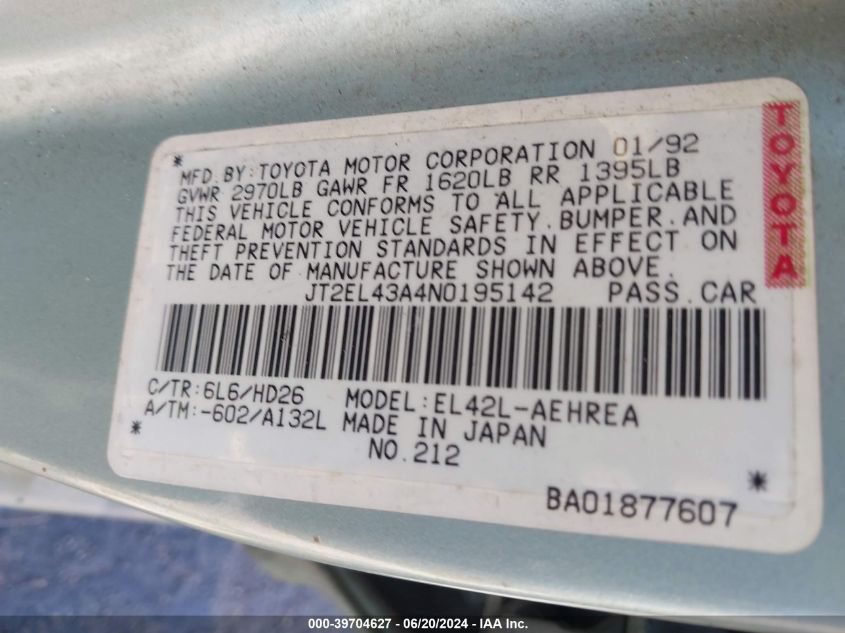 *
MFD.BY:TOYOTA MOTOR CORPORATION 01/92
GVWR 2970LB GAWR FR 1620LB RR 1395LB
THIS VEHICLE CONFORMS TO ALL APPLICABLE
FEDERAL MOTOR VEHICLE SAFETY.BUMPER.AND
THEFT PREVENTION STANDARDS IN EFFECT ON
THE DATE OF MANUFACTURE SHOWN ABOVE.
JT2EL43A4N0195142 PASS.CAR
TOYOTA
C/TR:6L6/HD26 MODEL:EL42L-AEHREA
A/TM:-602/A132L MADE IN JAPAN
* NO.212 *
BA01877607
000-39704627 - 06/20/2024 - IAA Inc.